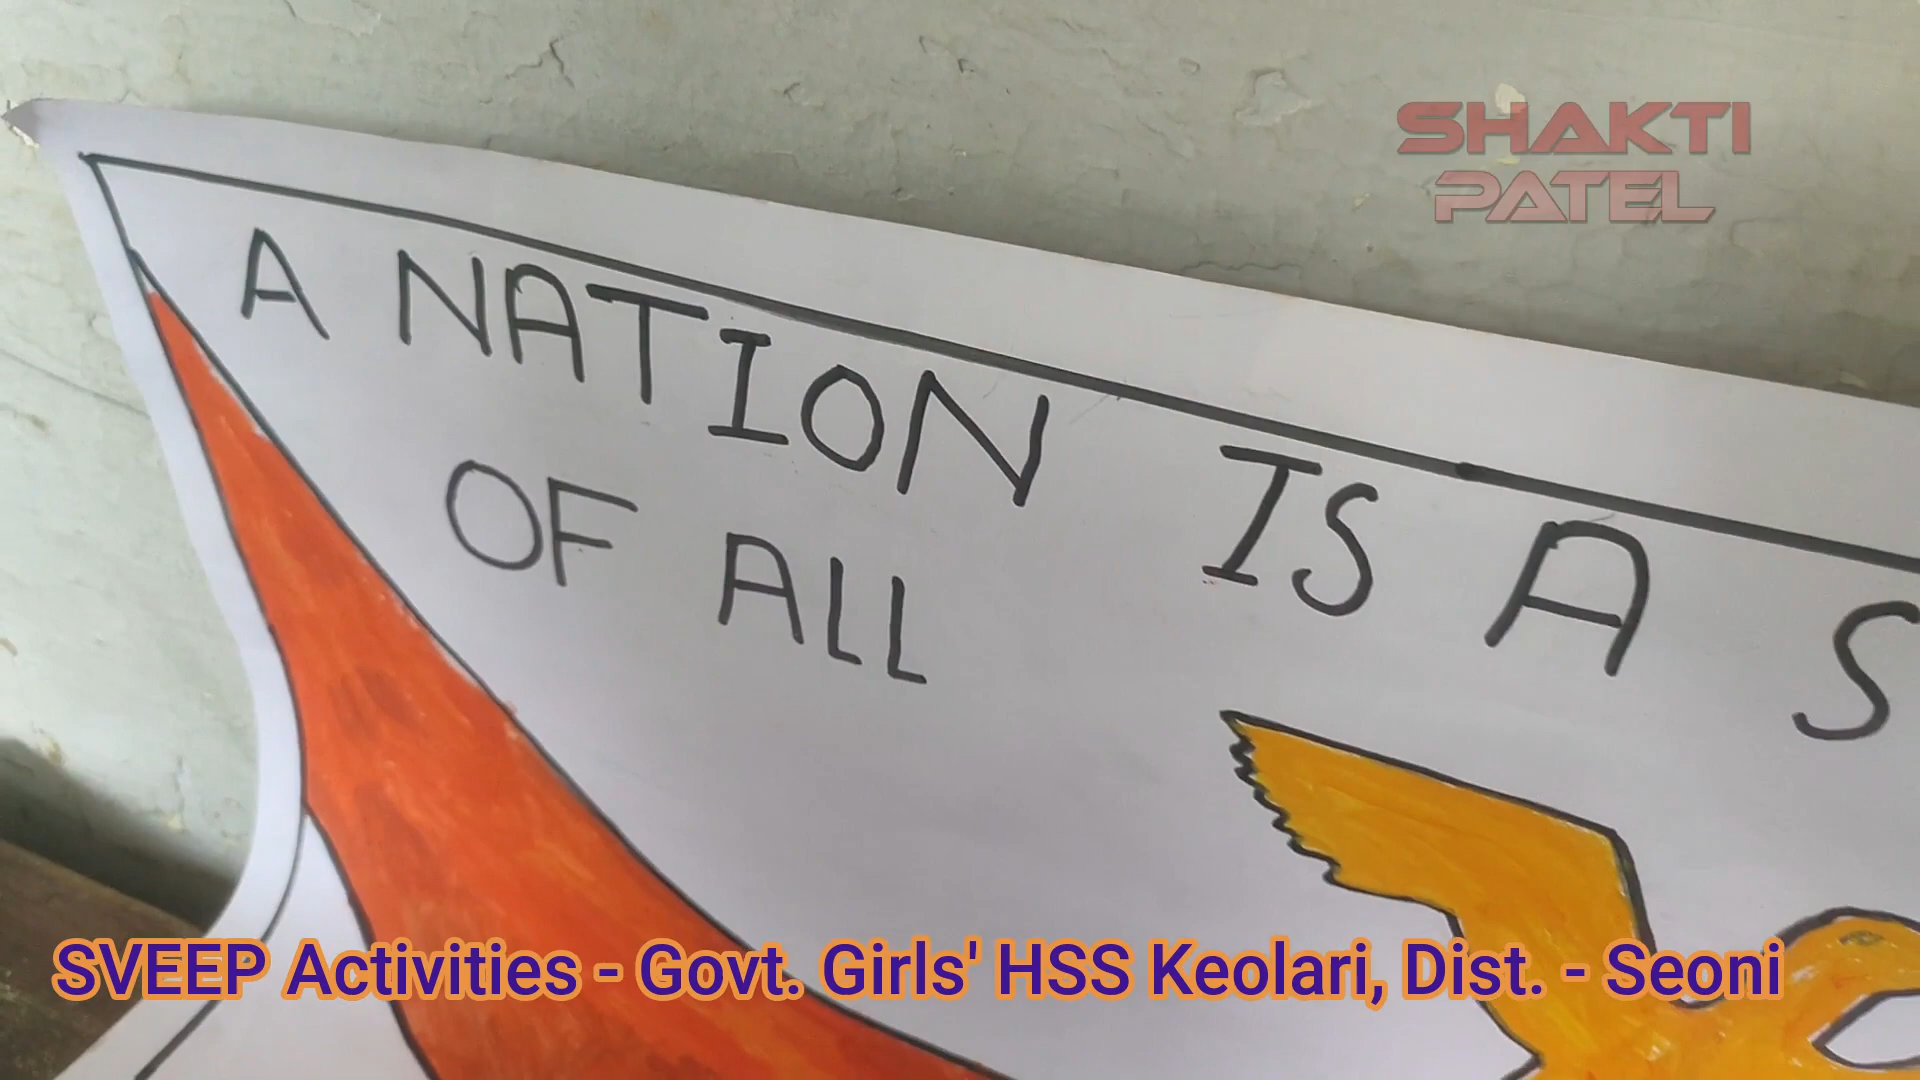 SHAKTI
PATEL
A NATION IS A S
OF ALL
SVEEP Activities - Govt. Girls' HSS Keolari, Dist. - Seoni